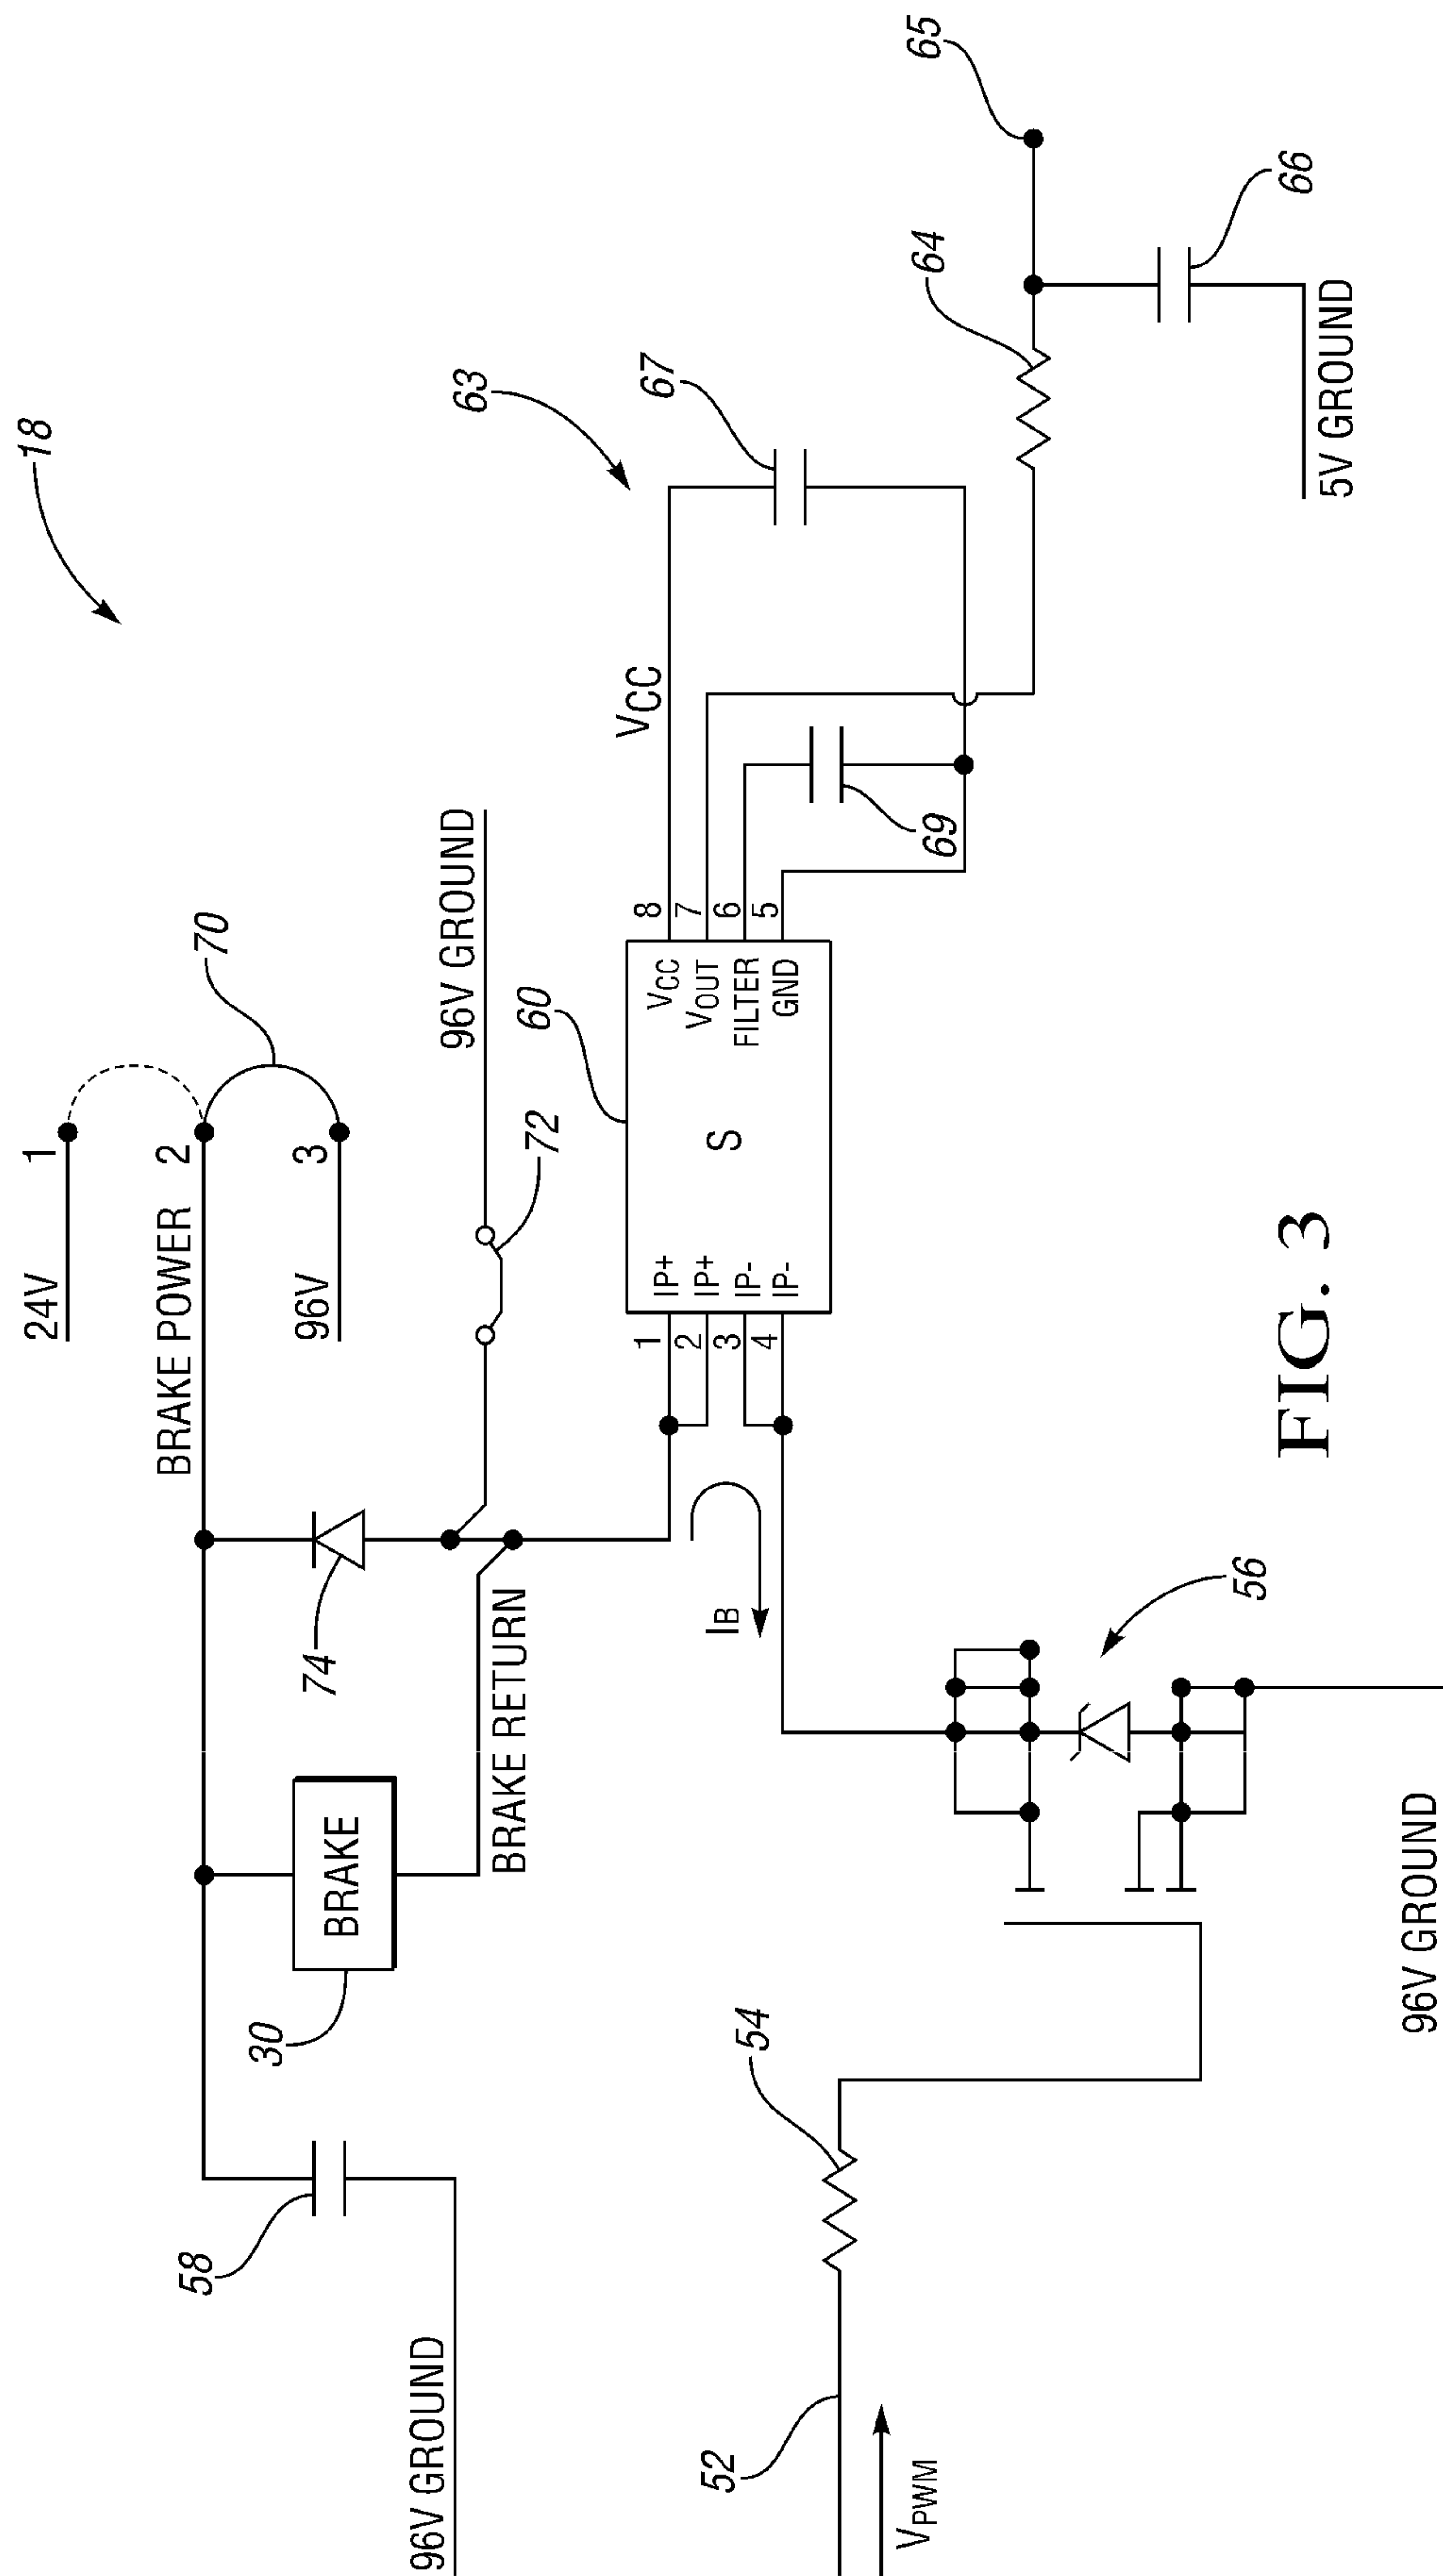 18
24V
1
BRAKE POWER
2
96V
3
70
96V GROUND
72
74
BRAKE
30
BRAKE RETURN
58
96V GROUND
60
IP+
IP+
IP-
IP-
1
2
3
4
S
VCC
VOUT
FILTER
GND
8
7
6
5
VCC
63
67
69
64
65
66
5V GROUND
IB
56
96V GROUND
54
52
VPWM
FIG. 3